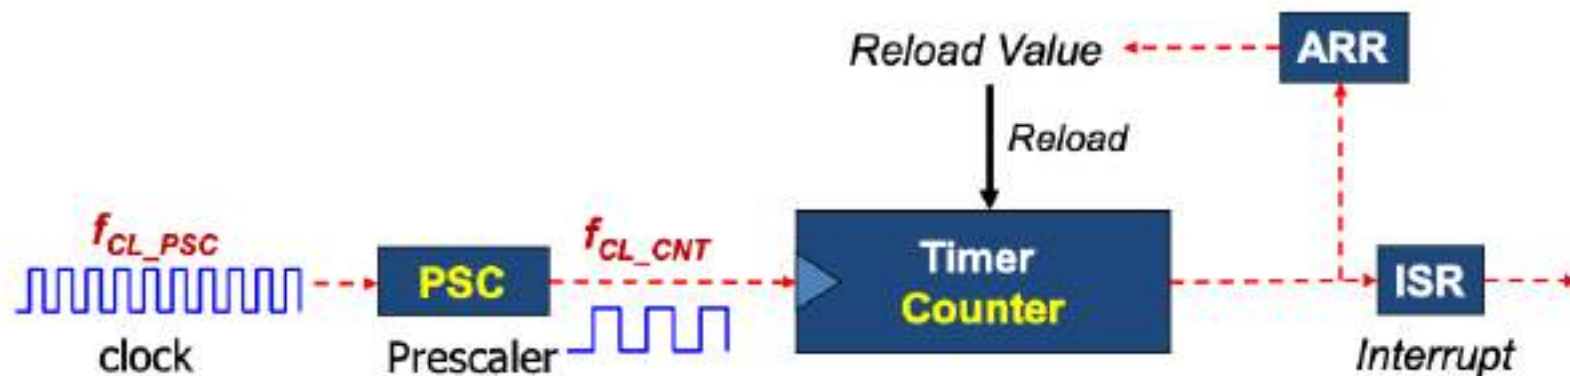 Reload Value
ARR
Reload
f_CL_PSC
f_CL_CNT
PSC
Timer
Counter
ISR
clock
Prescaler
Interrupt